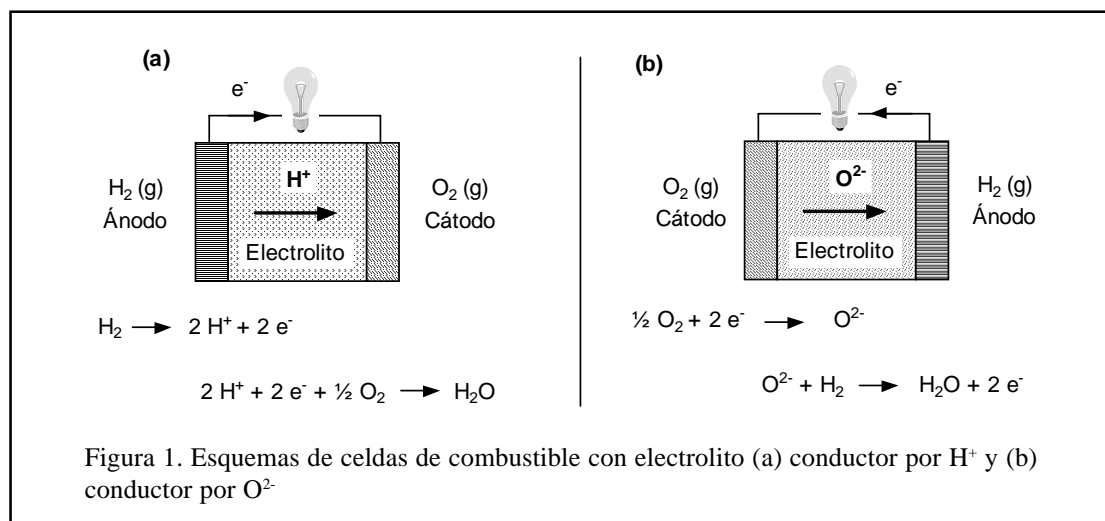 (a)
e⁻
H₂ (g)
Ánodo
H⁺
Electrolito
O₂ (g)
Cátodo
H₂ → 2 H⁺ + 2 e⁻
2 H⁺ + 2 e⁻ + ½ O₂ → H₂O
(b)
e⁻
O₂ (g)
Cátodo
O²⁻
Electrolito
H₂ (g)
Ánodo
½ O₂ + 2 e⁻ → O²⁻
O²⁻ + H₂ → H₂O + 2 e⁻
Figura 1. Esquemas de celdas de combustible con electrolito (a) conductor por H⁺ y (b)
conductor por O²⁻